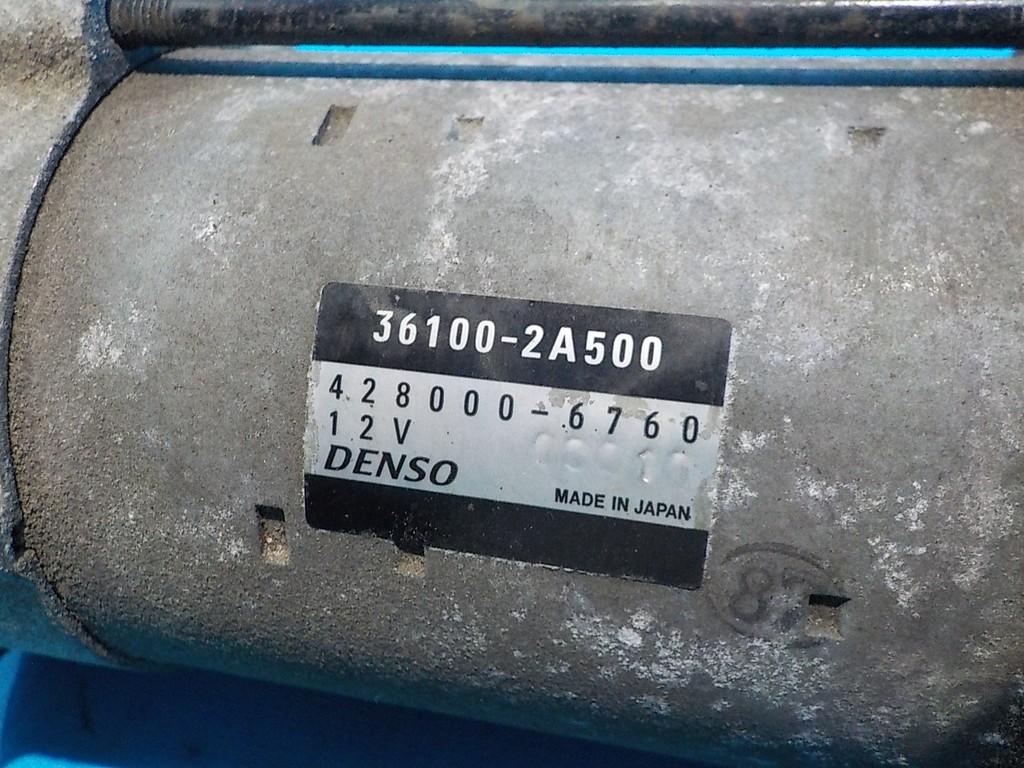 36100-2A500
428000-6760
12V
DENSO
MADE IN JAPAN